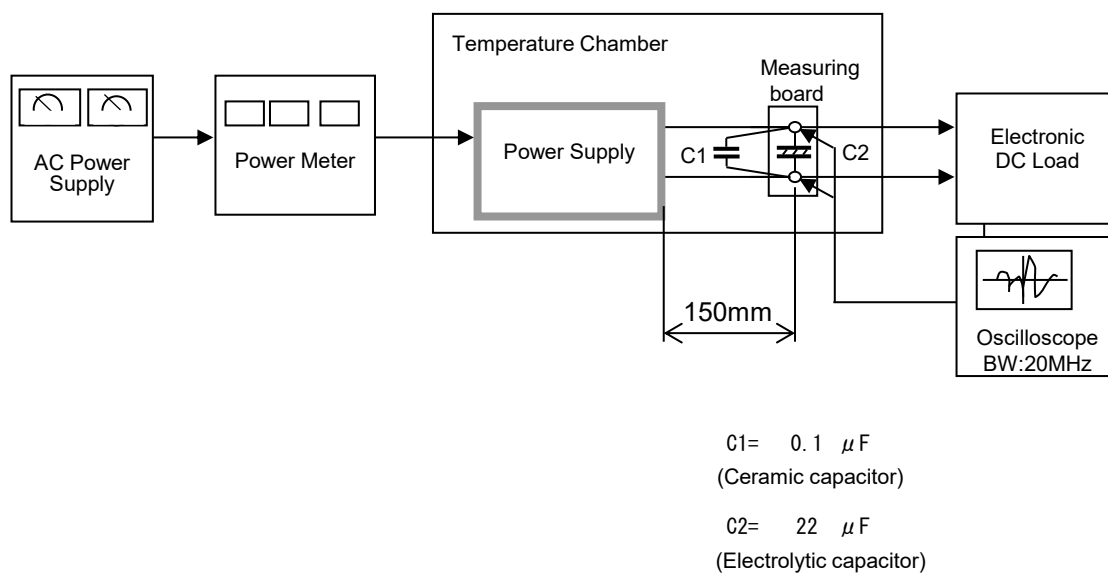 Temperature Chamber
Measuring
board
AC Power
Supply
Power Meter
Power Supply
C1
C2
Electronic
DC Load
150mm
Oscilloscope
BW:20MHz
C1= 0.1 μF
(Ceramic capacitor)
C2= 22 μF
(Electrolytic capacitor)